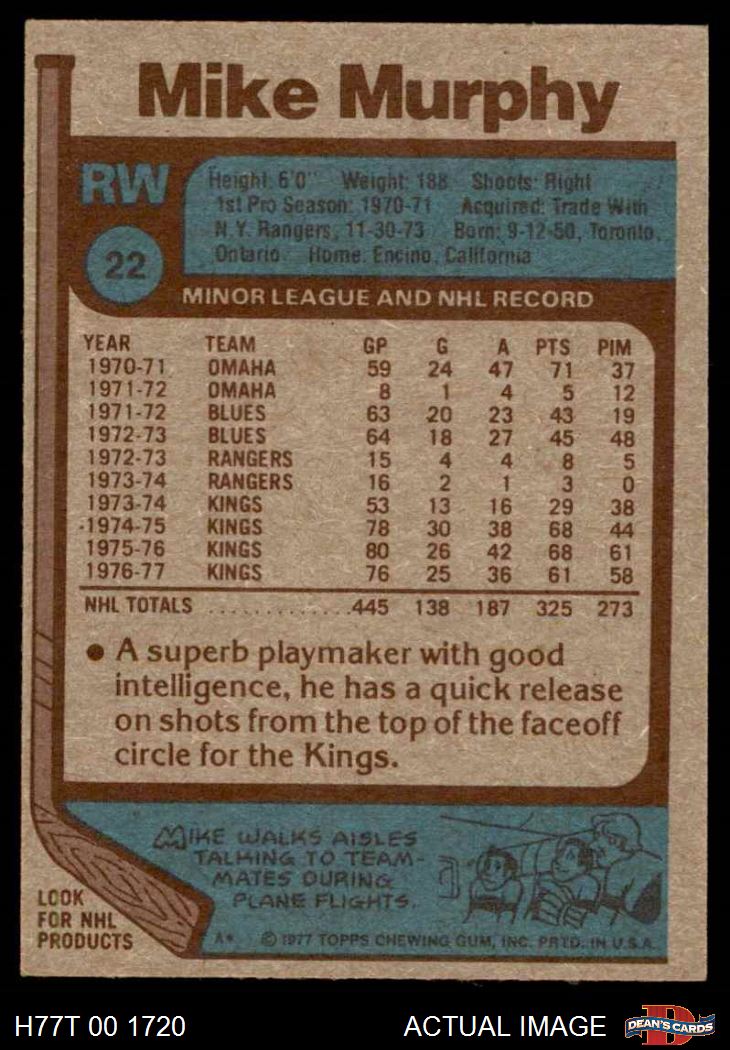 Mike Murphy
RW
22
Height: 6'0" Weight: 188 Shoots: Right
1st Pro Season: 1970-71 Acquired: Trade With
N.Y. Rangers, 11-30-73 Born: 9-12-50, Toronto,
Ontario Home: Encino, California
MINOR LEAGUE AND NHL RECORD
YEAR TEAM GP G A PTS PIM
1970-71 OMAHA 59 24 47 71 37
1971-72 OMAHA 8 1 4 5 12
1971-72 BLUES 63 20 23 43 19
1972-73 BLUES 64 18 27 45 48
1972-73 RANGERS 15 4 4 8 5
1973-74 RANGERS 16 2 1 3 0
1973-74 KINGS 53 13 16 29 38
1974-75 KINGS 78 30 38 68 44
1975-76 KINGS 80 26 42 68 61
1976-77 KINGS 76 25 36 61 58
NHL TOTALS .............. 445 138 187 325 273
• A superb playmaker with good
intelligence, he has a quick release
on shots from the top of the faceoff
circle for the Kings.
MIKE WALKS AISLES
TALKING TO TEAM-
MATES DURING
PLANE FLIGHTS.
LOOK
FOR NHL
PRODUCTS
A* © 1977 TOPPS CHEWING GUM, INC. PRTD. IN U.S.A.
H77T 00 1720 ACTUAL IMAGE
D
DEAN'S CARDS